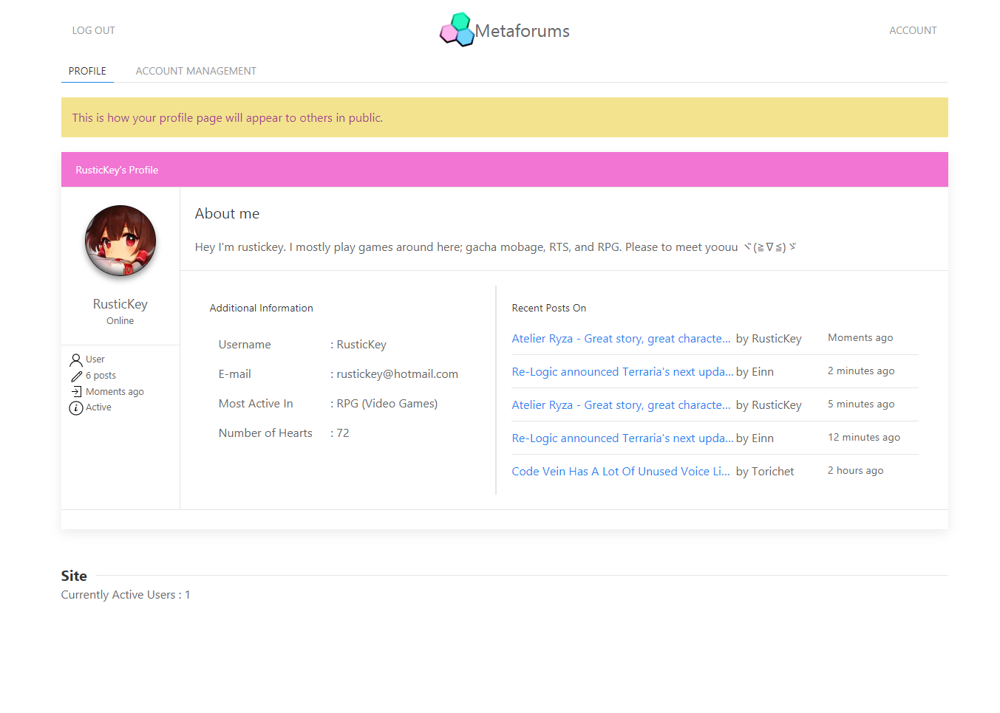 LOG OUT
Metaforums
ACCOUNT
PROFILE
ACCOUNT MANAGEMENT
This is how your profile page will appear to others in public.
RusticKey's Profile
RusticKey
Online
User
6 posts
Moments ago
Active
About me
Hey I'm rustickey. I mostly play games around here; gacha mobage, RTS, and RPG. Please to meet yoouu ヾ(≧∇≦)ゞ
Additional Information
Username : RusticKey
E-mail : rustickey@hotmail.com
Most Active In : RPG (Video Games)
Number of Hearts : 72
Recent Posts On
Atelier Ryza - Great story, great characte... by RusticKey Moments ago
Re-Logic announced Terraria's next upda... by Einn 2 minutes ago
Atelier Ryza - Great story, great characte... by RusticKey 5 minutes ago
Re-Logic announced Terraria's next upda... by Einn 12 minutes ago
Code Vein Has A Lot Of Unused Voice Li... by Torichet 2 hours ago
Site
Currently Active Users : 1